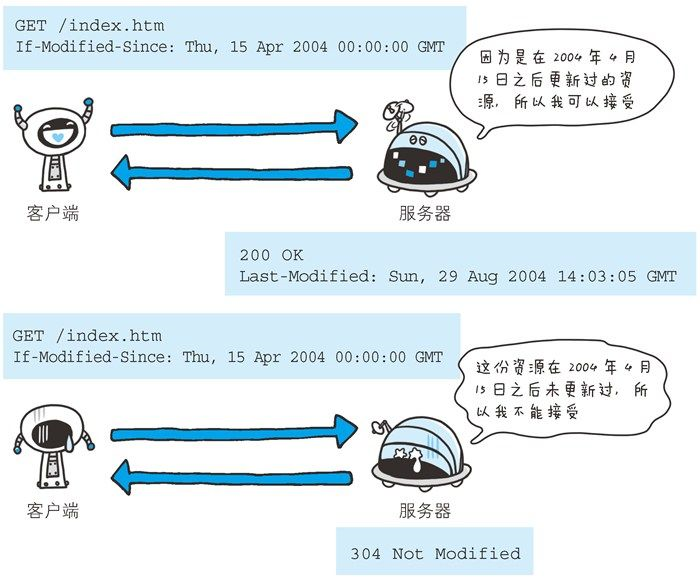 GET /index.htm
If-Modified-Since: Thu, 15 Apr 2004 00:00:00 GMT
因为是在 2004 年 4 月
15 日之后更新过的资
源，所以我可以接受
客户端
服务器
200 OK
Last-Modified: Sun, 29 Aug 2004 14:03:05 GMT
GET /index.htm
If-Modified-Since: Thu, 15 Apr 2004 00:00:00 GMT
这份资源在 2004 年 4 月
15 日之后未更新过，所
以我不能接受
客户端
服务器
304 Not Modified